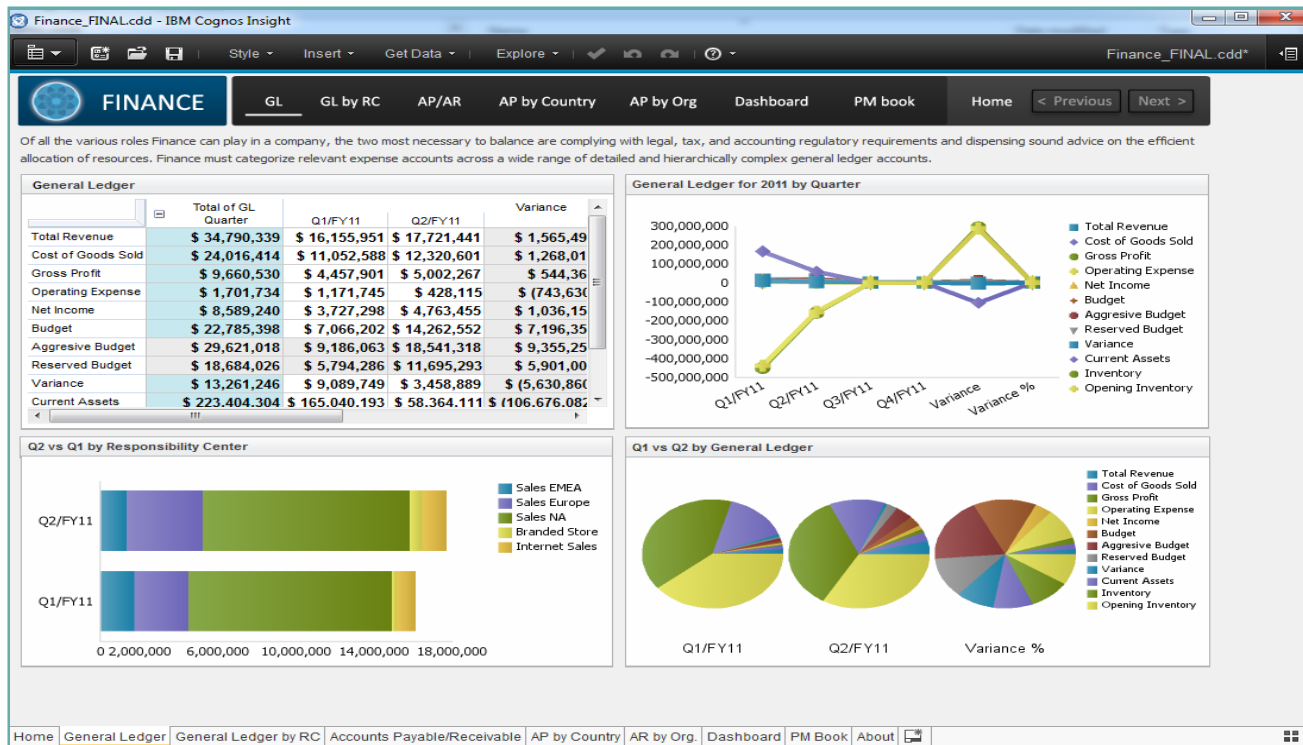 Finance_FINAL.cdd - IBM Cognos Insight
Style Insert Get Data Explore Finance_FINAL.cdd*
FINANCE GL GL by RC AP/AR AP by Country AP by Org Dashboard PM book Home < Previous Next >
Of all the various roles Finance can play in a company, the two most necessary to balance are complying with legal, tax, and accounting regulatory requirements and dispensing sound advice on the efficient
allocation of resources. Finance must categorize relevant expense accounts across a wide range of detailed and hierarchically complex general ledger accounts.
General Ledger
Total of GL Quarter Q1/FY11 Q2/FY11 Variance
Total Revenue $ 34,790,339 $ 16,155,951 $ 17,721,441 $ 1,565,49
Cost of Goods Sold $ 24,016,414 $ 11,052,588 $ 12,320,601 $ 1,268,01
Gross Profit $ 9,660,530 $ 4,457,901 $ 5,002,267 $ 544,36
Operating Expense $ 1,701,734 $ 1,171,745 $ 428,115 $ (743,630
Net Income $ 8,589,240 $ 3,727,298 $ 4,763,455 $ 1,036,15
Budget $ 22,785,398 $ 7,066,202 $ 14,262,552 $ 7,196,35
Aggresive Budget $ 29,621,018 $ 9,186,063 $ 18,541,318 $ 9,355,25
Reserved Budget $ 18,684,026 $ 5,794,286 $ 11,695,293 $ 5,901,00
Variance $ 13,261,246 $ 9,089,749 $ 3,458,889 $ (5,630,860
Current Assets $ 223,404,304 $ 165,040,193 $ 58,364,111 $ (106,676,082
General Ledger for 2011 by Quarter
300,000,000
200,000,000
100,000,000
0
-100,000,000
-200,000,000
-300,000,000
-400,000,000
-500,000,000
Q1/FY11 Q2/FY11 Q3/FY11 Q4/FY11 Variance Variance %
Total Revenue
Cost of Goods Sold
Gross Profit
Operating Expense
Net Income
Budget
Aggresive Budget
Reserved Budget
Variance
Current Assets
Inventory
Opening Inventory
Q2 vs Q1 by Responsibility Center
Q2/FY11
Q1/FY11
0 2,000,000 6,000,000 10,000,000 14,000,000 18,000,000
Sales EMEA
Sales Europe
Sales NA
Branded Store
Internet Sales
Q1 vs Q2 by General Ledger
Q1/FY11 Q2/FY11 Variance %
Total Revenue
Cost of Goods Sold
Gross Profit
Operating Expense
Net Income
Budget
Aggresive Budget
Reserved Budget
Variance
Current Assets
Inventory
Opening Inventory
Home General Ledger General Ledger by RC Accounts Payable/Receivable AP by Country AR by Org. Dashboard PM Book About